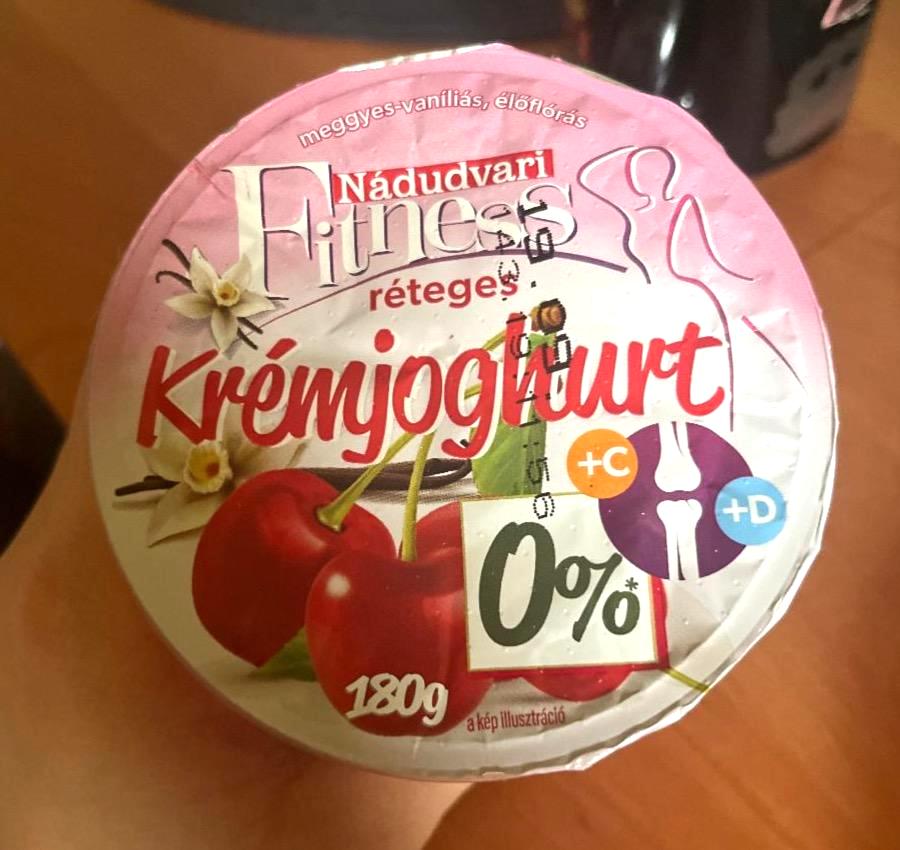 meggyes-vaníliás, élőflórás
Nádudvari
Fitness
réteges
Krémjoghurt
+C
+D
0%*
180g
a kép illusztráció